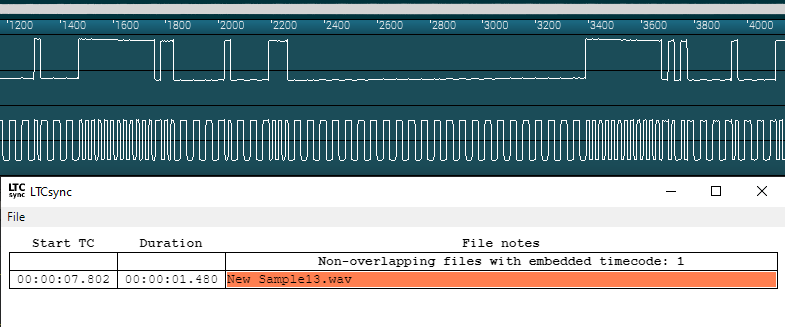 1200 1400 1600 1800 2000 2200 2400 2600 2800 3000 3200 3400 3600 3800 4000
LTC
sync
LTCsync
File
Start TC Duration File notes
Non-overlapping files with embedded timecode: 1
00:00:07.802 00:00:01.480 New Sample13.wav